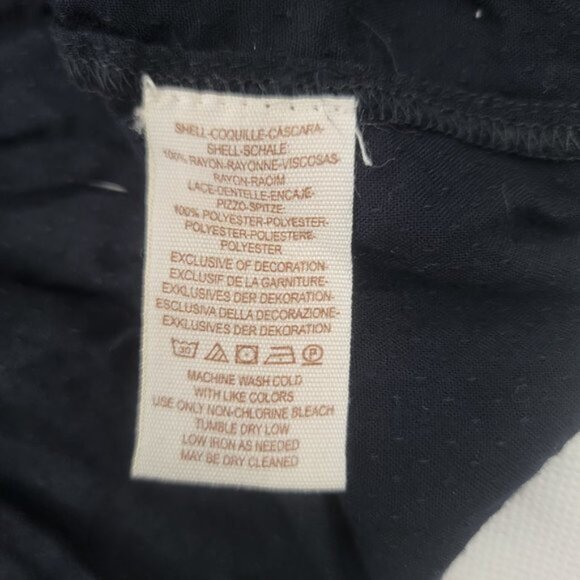 SHELL-COQUILLE-CASCARA-
SHELL-SCHALE:
100% RAYON-RAYONNE-VISCOSAS-
RAYON-RACIM
LACE-DENTELLE-ENCAJE-
PIZZO-SPITZE:
100% POLYESTER-POLYESTER-
POLYESTER-POLIESTERE-
POLYESTER
EXCLUSIVE OF DECORATION-
EXCLUSIF DE LA GARNITURE-
EXKLUSIVES DER DEKORATION-
ESCLUSIVA DELLA DECORAZIONE-
EXKLUSIVES DER DEKORATION
30 P
MACHINE WASH COLD
WITH LIKE COLORS
USE ONLY NON-CHLORINE BLEACH
TUMBLE DRY LOW
LOW IRON AS NEEDED
MAY BE DRY CLEANED